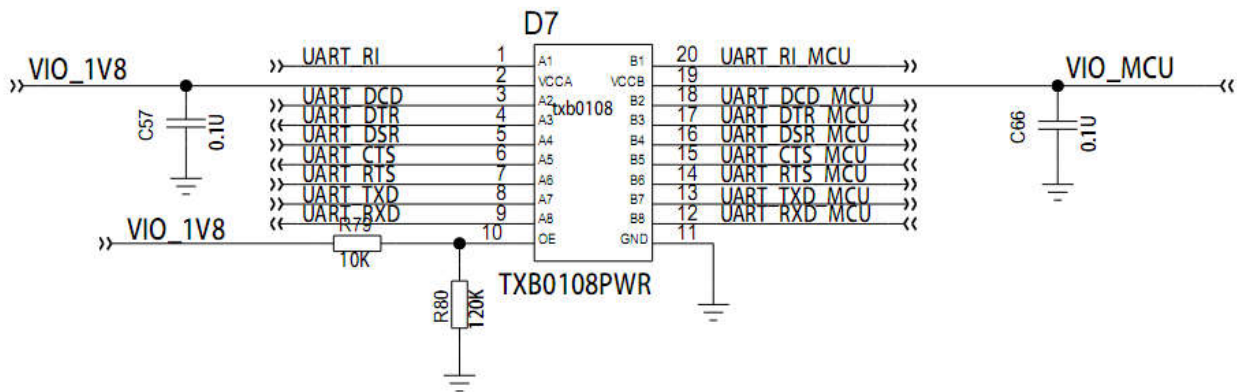 D7
UART_RI 1 A1 B1 20 UART_RI_MCU
VIO_1V8 2 VCCA VCCB 19 VIO_MCU
UART_DCD 3 A2 txb0108 B2 18 UART_DCD_MCU
UART_DTR 4 A3 B3 17 UART_DTR_MCU
UART_DSR 5 A4 B4 16 UART_DSR_MCU
UART_CTS 6 A5 B5 15 UART_CTS_MCU
UART_RTS 7 A6 B6 14 UART_RTS_MCU
UART_TXD 8 A7 B7 13 UART_TXD_MCU
UART_RXD 9 A8 B8 12 UART_RXD_MCU
VIO_1V8 R79 10K 10 OE GND 11
C57 0.1U
C66 0.1U
TXB0108PWR
R80 120K